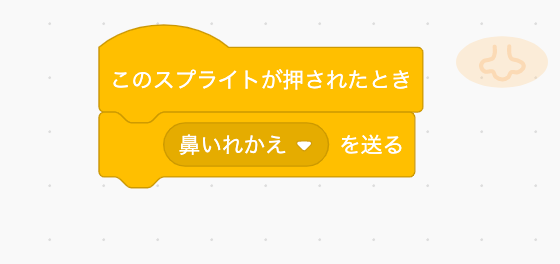 このスプライトが押されたとき
鼻いれかえ を送る